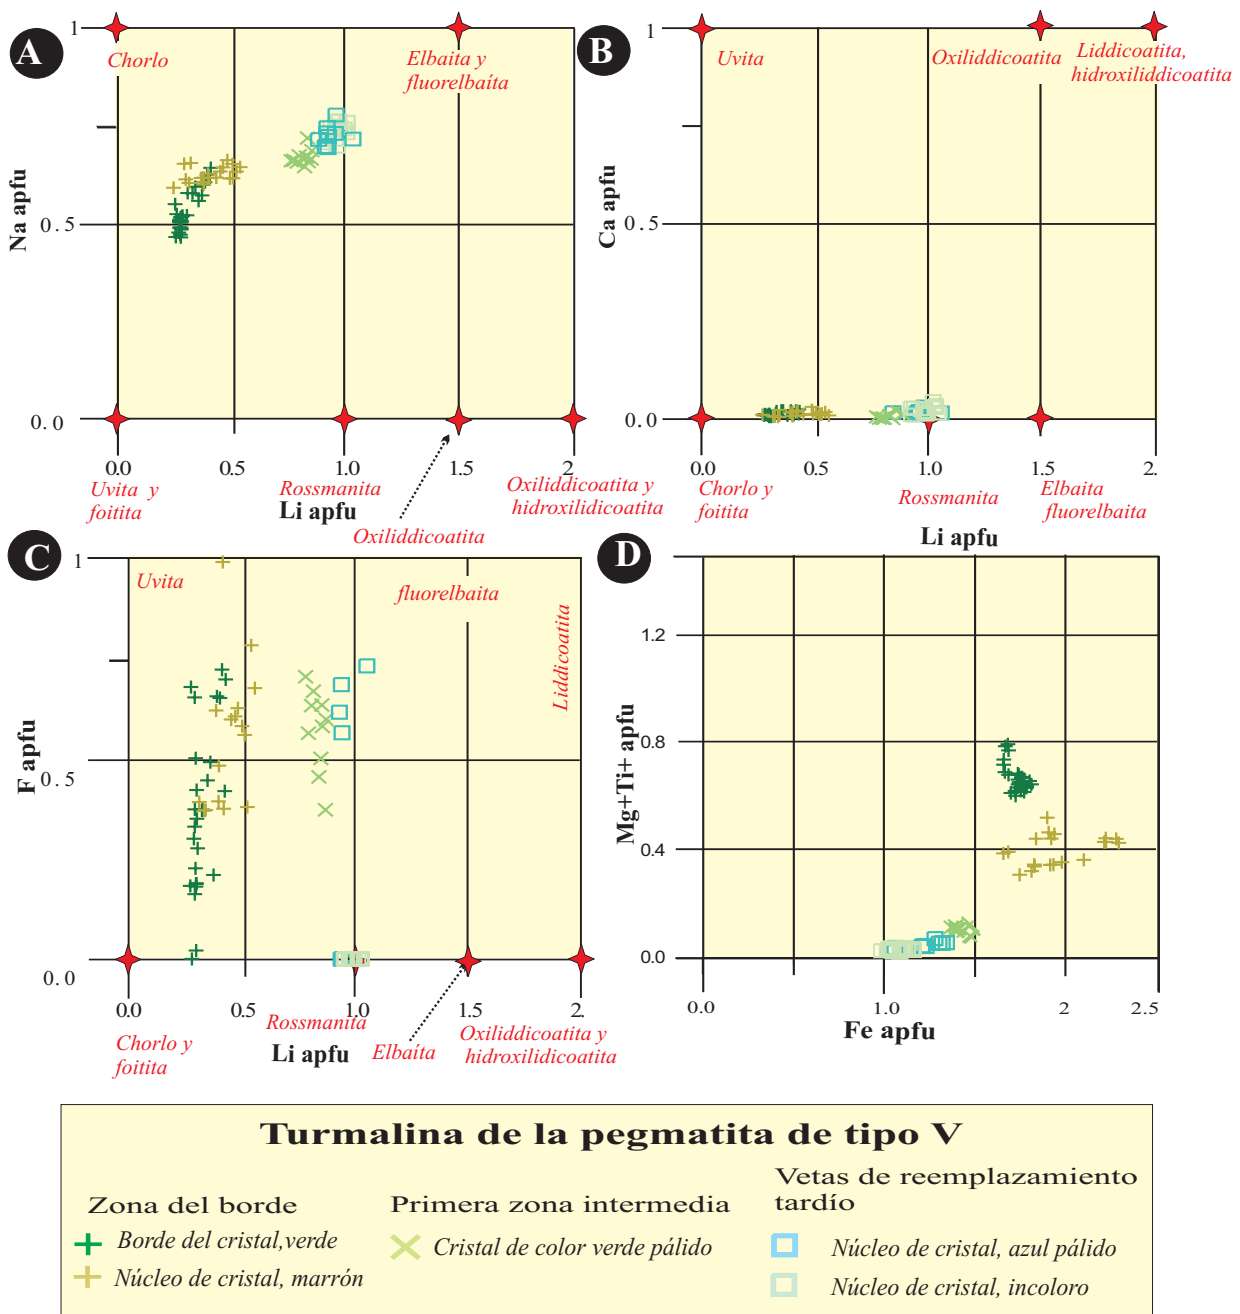 A
1
Chorlo
Elbaita y
fluorelbaíta
Na apfu
0.5
0.0
0.0
0.5
1.0
1.5
2.
Uvita y
foitita
Rossmanita
Li apfu
Oxiliddicoatita
Oxiliddicoatita y
hidroxilidicoatita
B
1
Uvita
Oxiliddicoatita
Liddicoatita,
hidroxiliddicoatita
Ca apfu
0.5
0.0
0.0
0.5
1.0
1.5
2.
Chorlo y
foitita
Rossmanita
Elbaita
fluorelbaita
Li apfu
C
1
Uvita
fluorelbaita
Liddicoatita
F apfu
0.5
0.0
0.0
0.5
1.0
1.5
2.
Chorlo y
foitita
Rossmanita
Li apfu
Elbaíta
Oxiliddicoatita y
hidroxilidicoatita
D
Mg+Ti+ apfu
1.2
0.8
0.4
0.0
0.0
1.0
2
2.5
Fe apfu
Turmalina de la pegmatita de tipo V
Zona del borde
Borde del cristal,verde
Núcleo de cristal, marrón
Primera zona intermedia
Cristal de color verde pálido
Vetas de reemplazamiento
tardío
Núcleo de cristal, azul pálido
Núcleo de cristal, incoloro